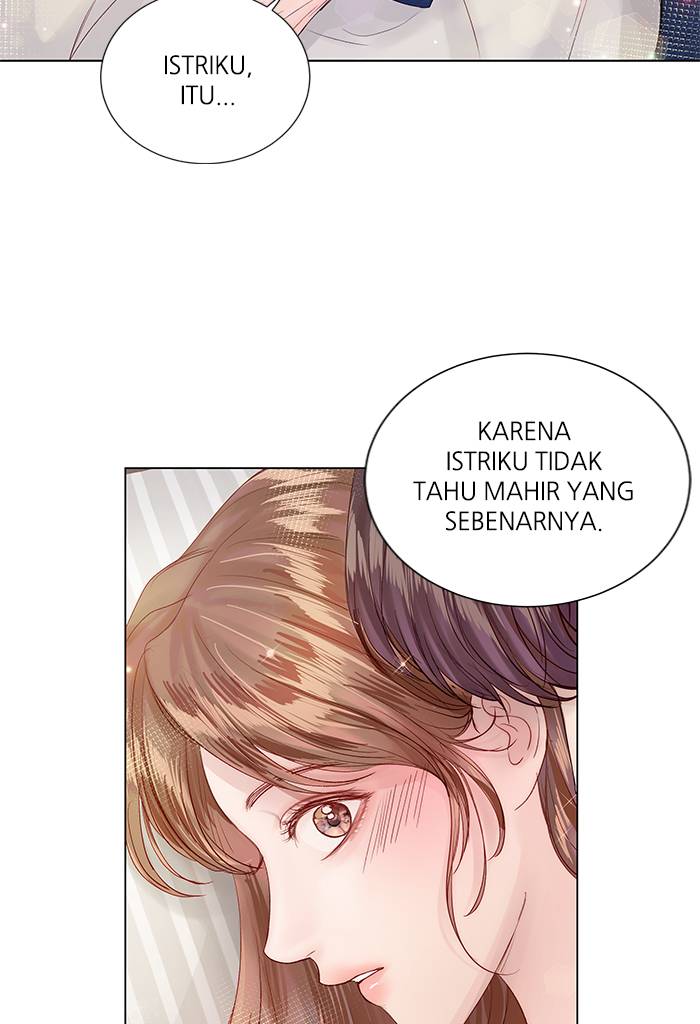 ISTRIKU,
ITU...
KARENA
ISTRIKU TIDAK
TAHU MAHIR YANG
SEBENARNYA.